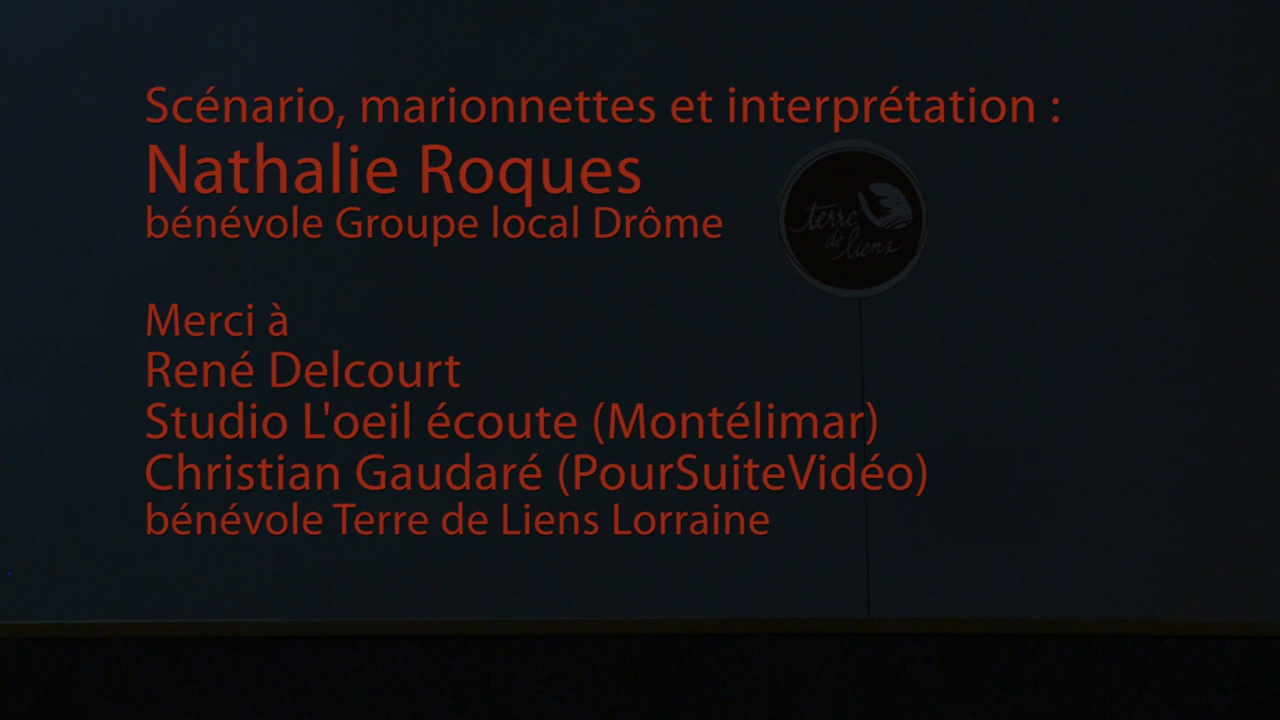 Scénario, marionnettes et interprétation :
Nathalie Roques
bénévole Groupe local Drôme
terre
de
liens
Merci à
René Delcourt
Studio L'oeil écoute (Montélimar)
Christian Gaudaré (PourSuiteVidéo)
bénévole Terre de Liens Lorraine